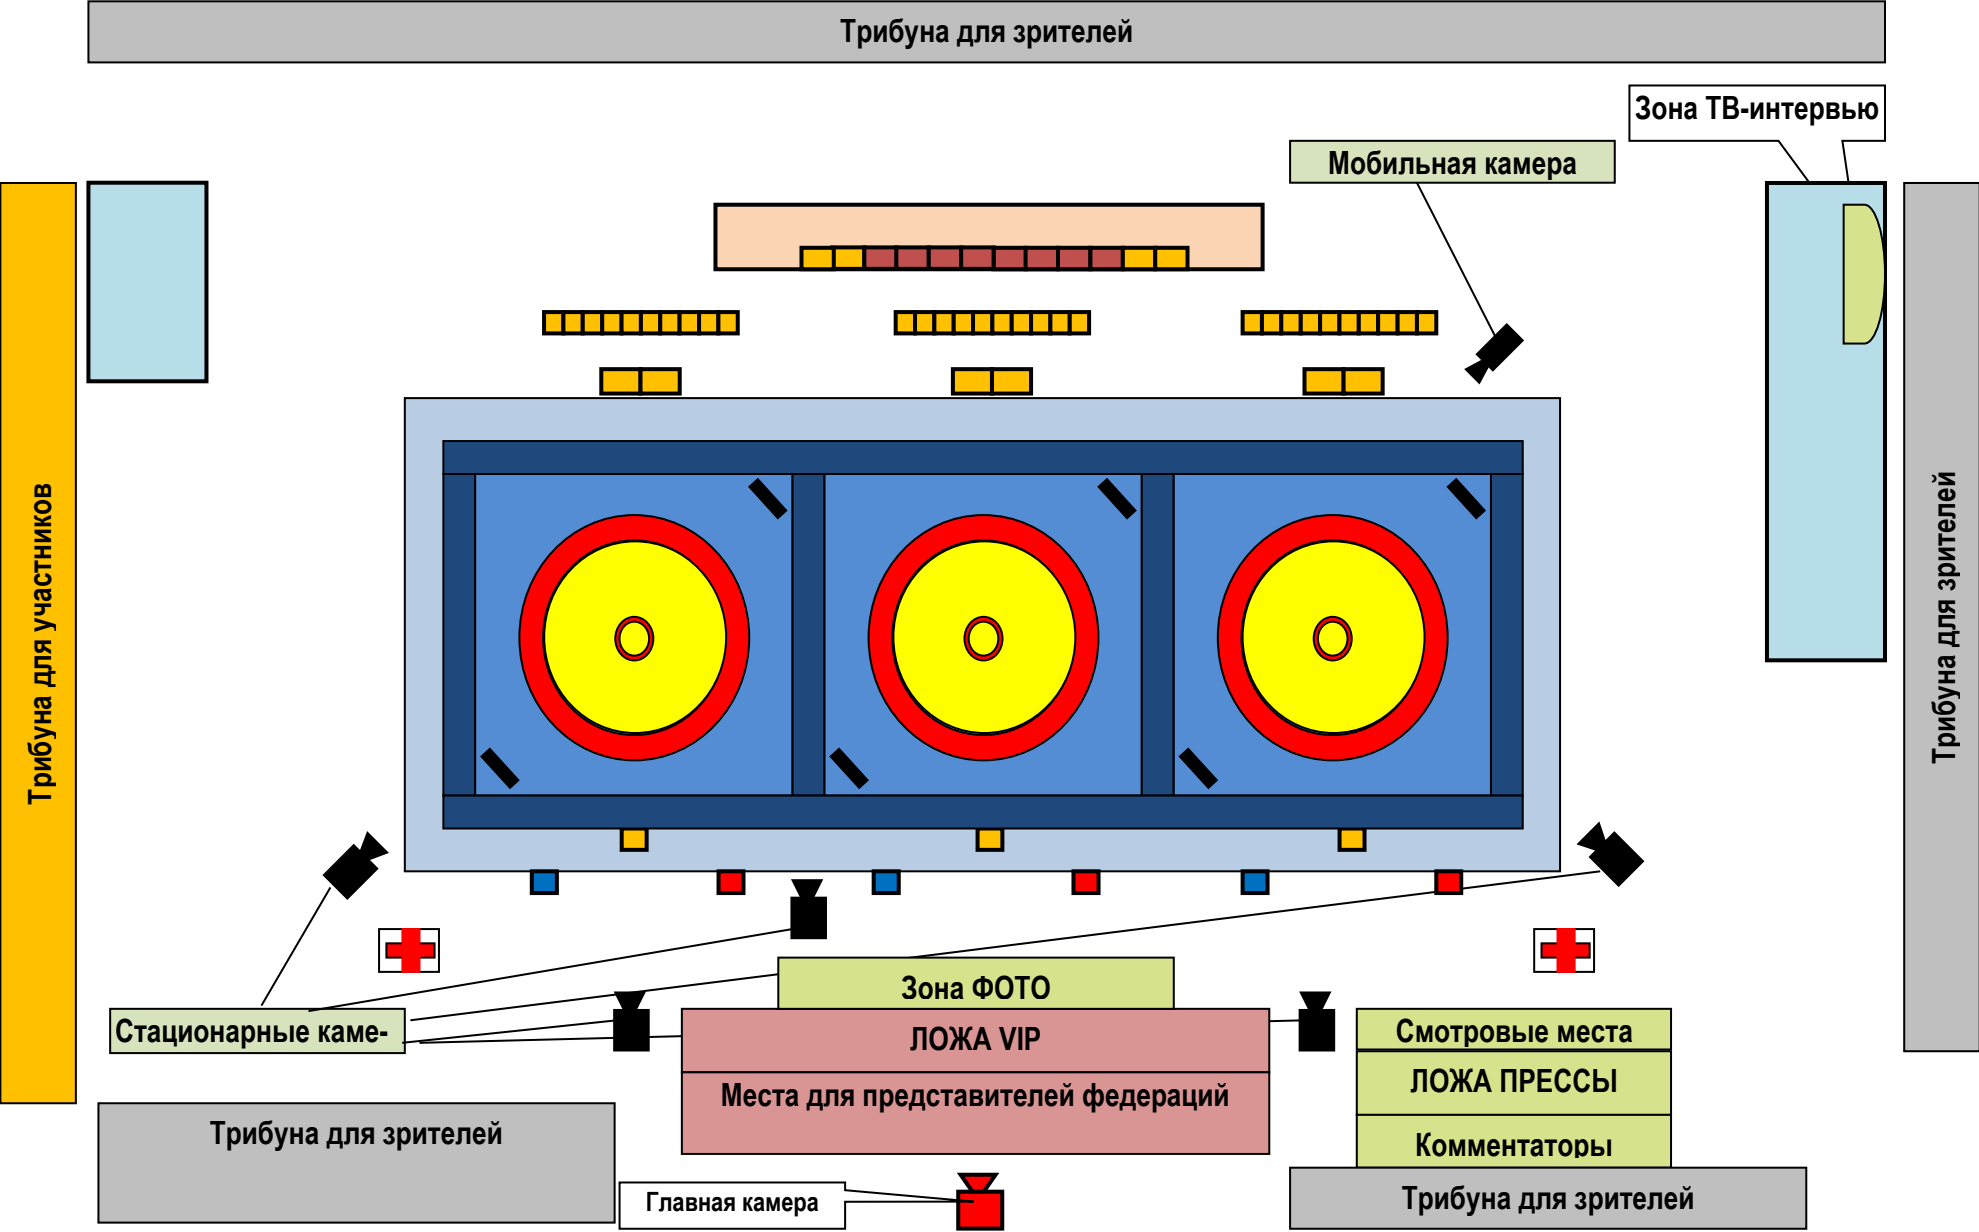 Трибуна для зрителей
Зона ТВ-интервью
Мобильная камера
Трибуна для участников
Трибуна для зрителей
Зона ФОТО
Стационарные каме-
ЛОЖА VIP
Смотровые места
Места для представителей федераций
ЛОЖА ПРЕССЫ
Трибуна для зрителей
Комментаторы
Главная камера
Трибуна для зрителей